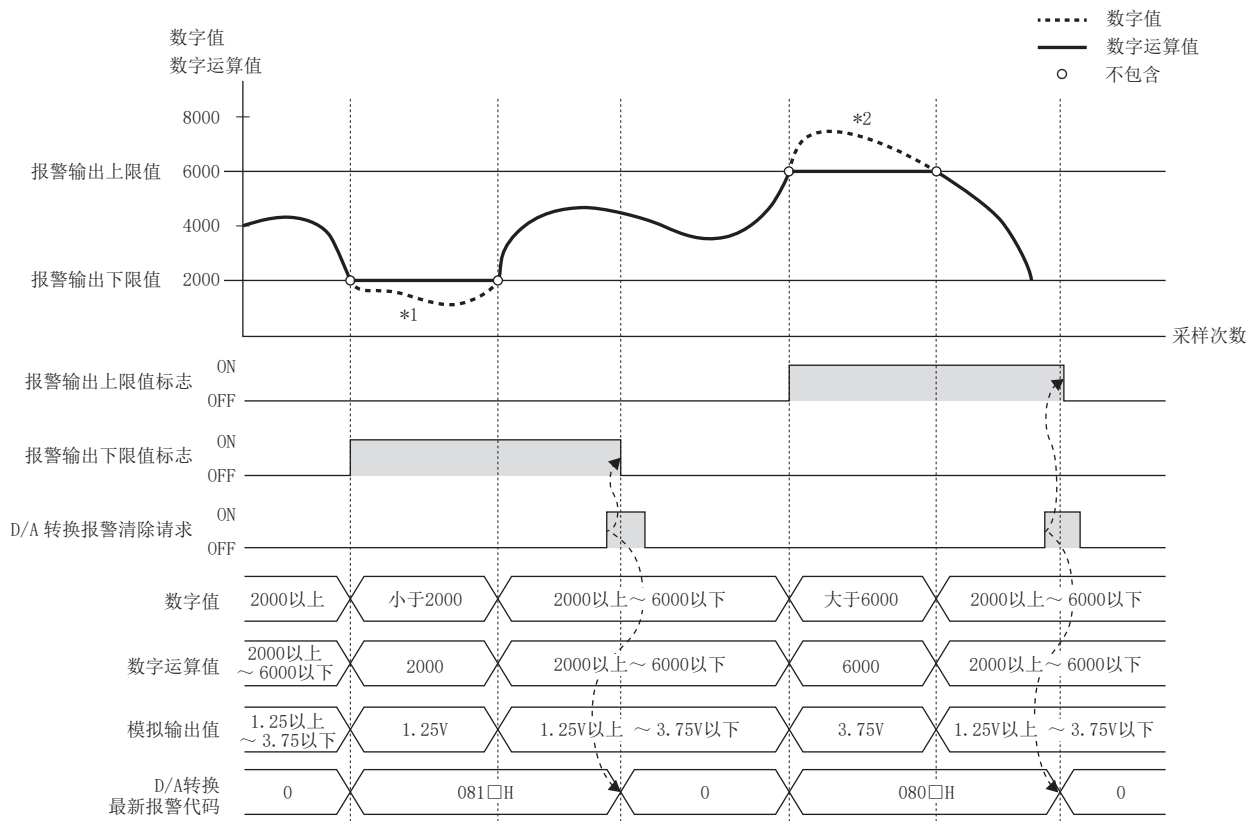 数字值
数字运算值
不包含
数字值
数字运算值
8000
*2
报警输出上限值 6000
4000
报警输出下限值 2000
*1
采样次数
报警输出上限值标志 ON
OFF
报警输出下限值标志 ON
OFF
D/A 转换报警清除请求 ON
OFF
数字值 2000以上 小于2000 2000以上～6000以下 大于6000 2000以上～6000以下
数字运算值 2000以上
～6000以下 2000 2000以上～6000以下 6000 2000以上～6000以下
模拟输出值 1.25以上
～3.75以下 1.25V 1.25V以上 ～3.75V以下 3.75V 1.25V以上 ～3.75V以下
D/A转换
最新报警代码 0 081□H 0 080□H 0